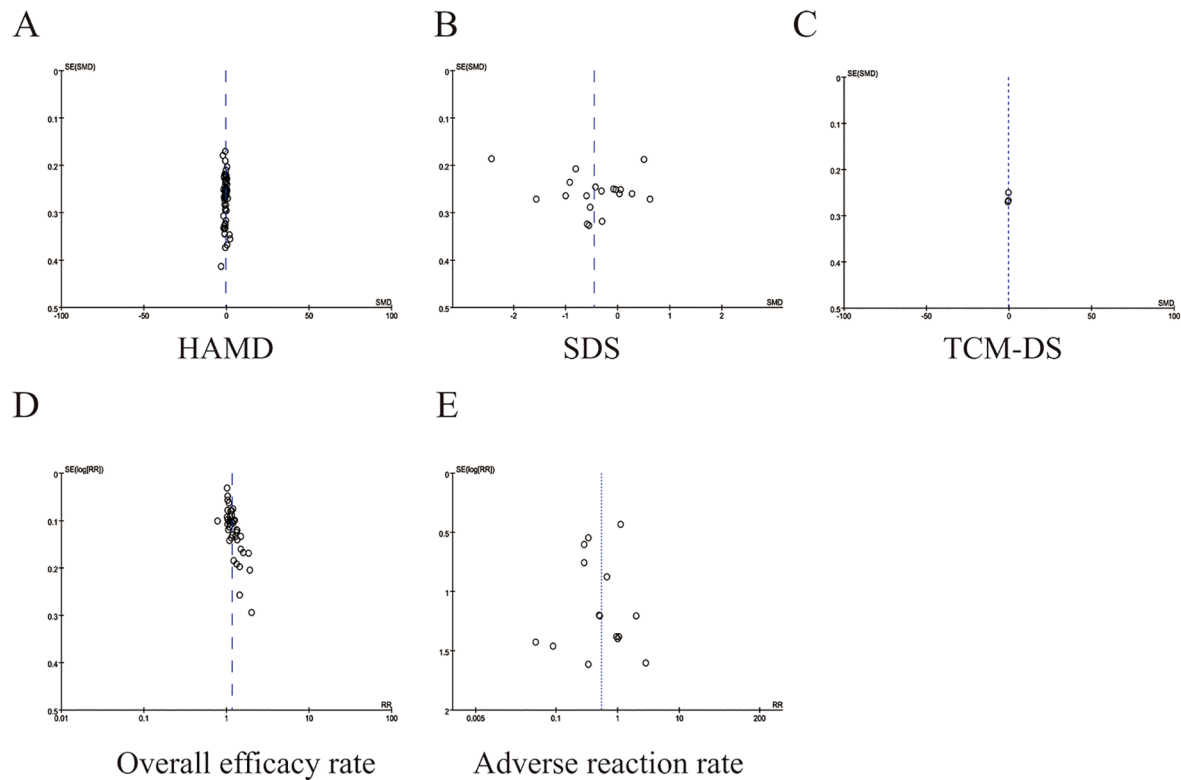 A
B
C
SE(SMD)
0
0.1
0.2
0.3
0.4
0.5
-100
-50
0
50
100
SMD
HAMD
SE(SMD)
0
0.1
0.2
0.3
0.4
0.5
-2
-1
0
1
2
SMD
SDS
SE(SMD)
0
0.1
0.2
0.3
0.4
0.5
-100
-50
0
50
100
SMD
TCM-DS
D
E
SE(log[RR])
0
0.1
0.2
0.3
0.4
0.5
0.01
0.1
1
10
100
RR
Overall efficacy rate
SE(log[RR])
0
0.5
1
1.5
2
0.005
0.1
1
10
200
RR
Adverse reaction rate